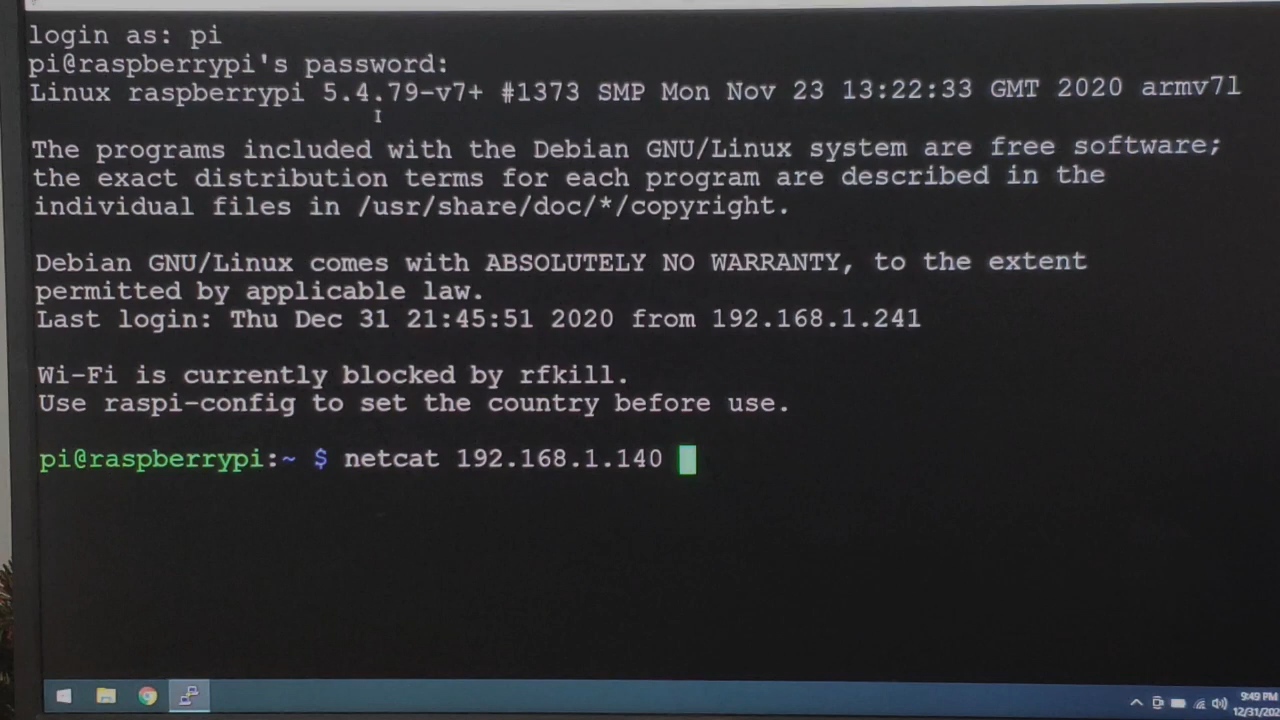 login as: pi
pi@raspberrypi's password:
Linux raspberrypi 5.4.79-v7+ #1373 SMP Mon Nov 23 13:22:33 GMT 2020 armv7l
The programs included with the Debian GNU/Linux system are free software;
the exact distribution terms for each program are described in the
individual files in /usr/share/doc/*/copyright.
Debian GNU/Linux comes with ABSOLUTELY NO WARRANTY, to the extent
permitted by applicable law.
Last login: Thu Dec 31 21:45:51 2020 from 192.168.1.241
Wi-Fi is currently blocked by rfkill.
Use raspi-config to set the country before use.
pi@raspberrypi:~ $ netcat 192.168.1.140
9:49 PM